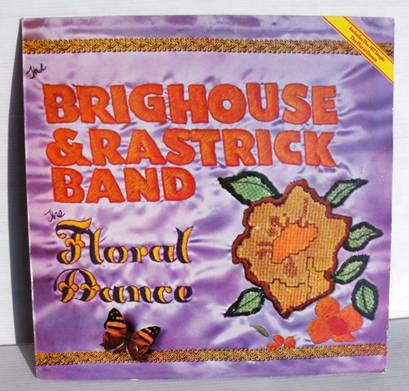 The
BRIGHOUSE
& RASTRICK
BAND
The
Floral
Dance